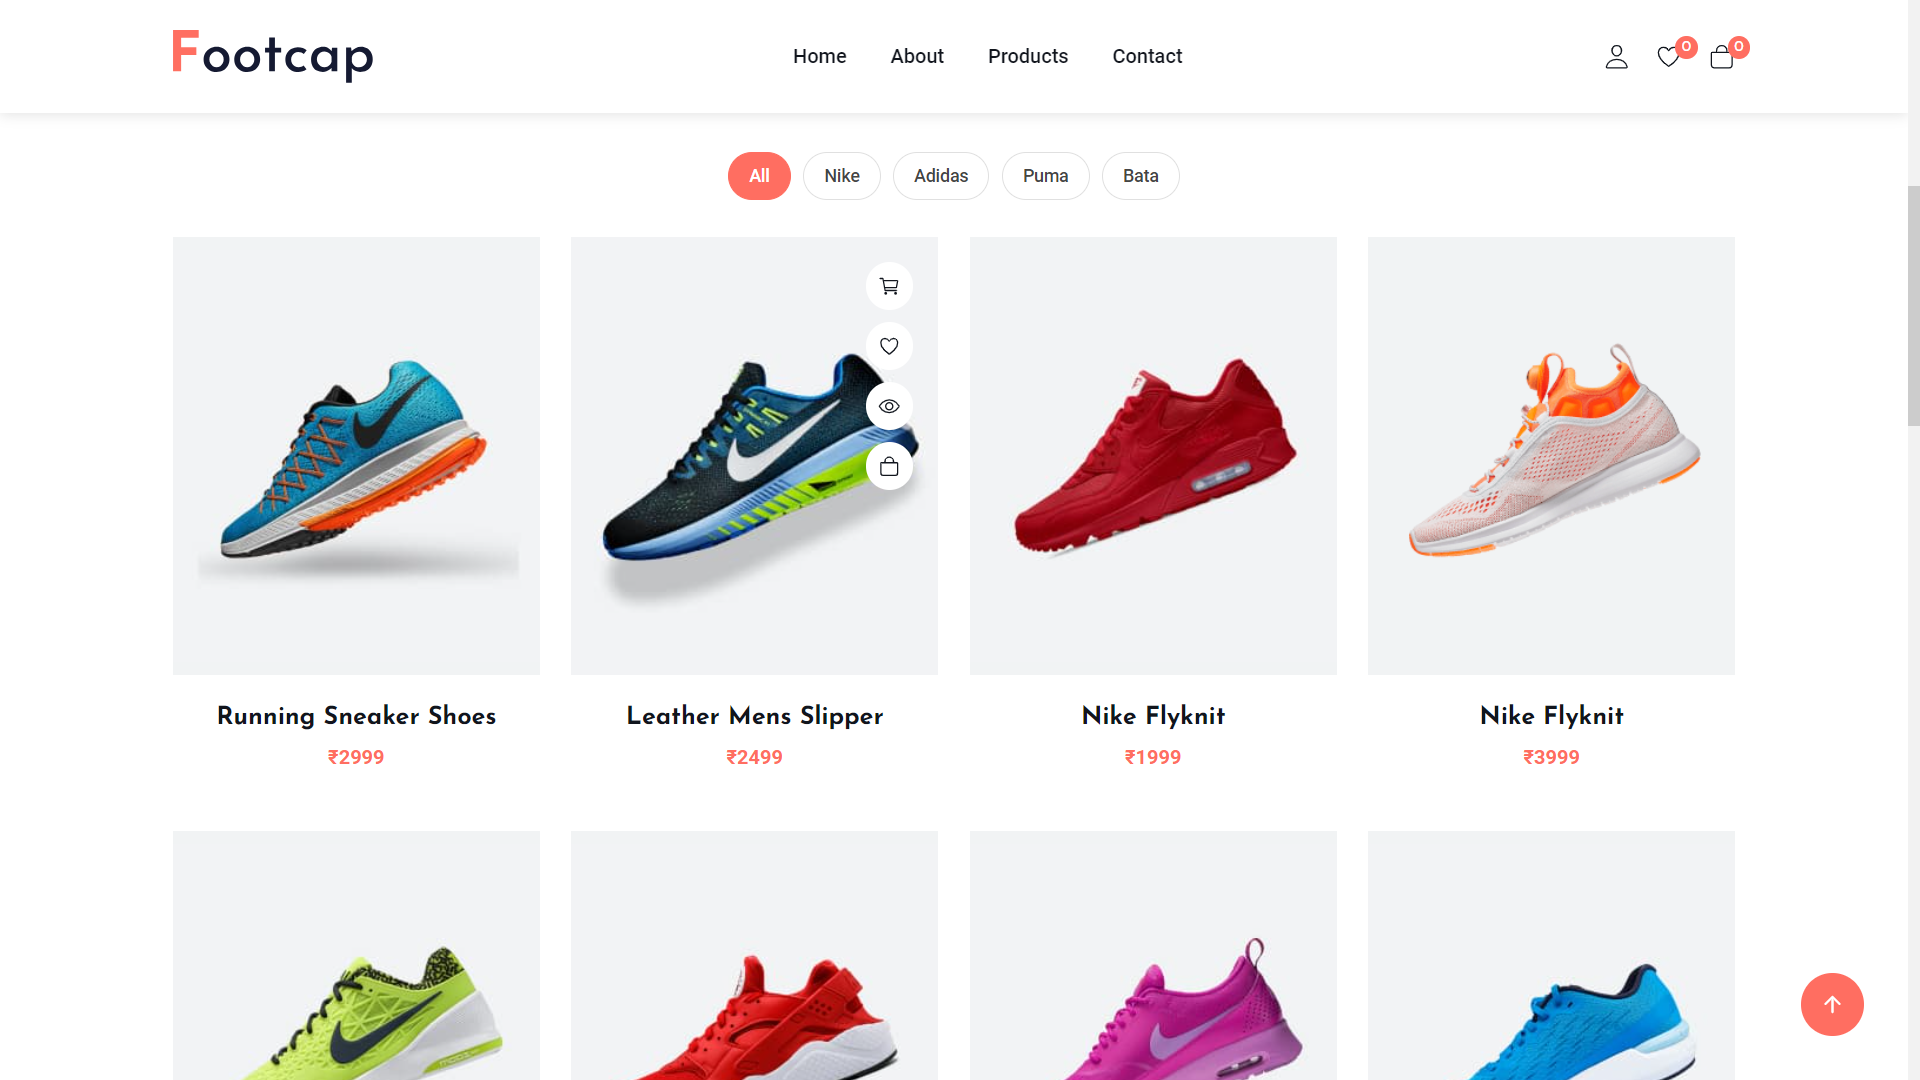 Footcap
Home About Products Contact
0 0
All Nike Adidas Puma Bata
Running Sneaker Shoes
₹2999
Leather Mens Slipper
₹2499
Nike Flyknit
₹1999
Nike Flyknit
₹3999